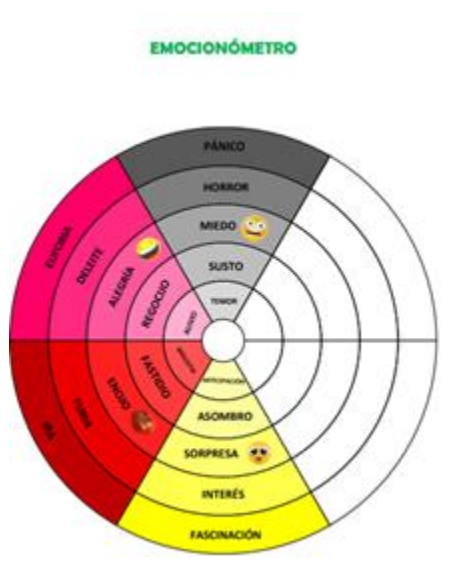 EMOCIONÓMETRO
PÁNICO
HORROR
MIEDO
SUSTO
TEMOR
EUFORIA
DELEITE
ALEGRÍA
REGOCIJO
ALIVIO
IRA
FURIA
ENOJO
FASTIDIO
ANTICIPACIÓN
ASOMBRO
SORPRESA
INTERÉS
FASCINACIÓN